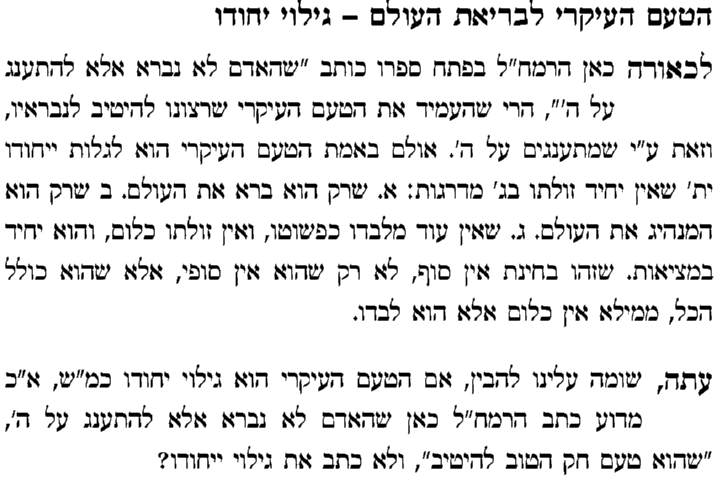 הטעם העיקרי לבריאת העולם – גילוי יחודו
לכאורה כאן הרמח"ל בפתח ספרו כותב "שהאדם לא נברא אלא להתענג
על ה'", הרי שהעמיד את הטעם העיקרי שרצונו להיטיב לנבראיו,
וזאת ע"י שמתענגים על ה'. אולם באמת הטעם העיקרי הוא לגלות ייחודו
ית' שאין יחיד זולתו בג' מדרגות: א. שרק הוא ברא את העולם. ב שרק הוא
המנהיג את העולם. ג. שאין עוד מלבדו כפשוטו, ואין זולתו כלום, והוא יחיד
במציאות. שזהו בחינת אין סוף, לא רק שהוא אין סופי, אלא שהוא כולל
הכל, ממילא אין כלום אלא הוא לבדו.
עתה, שומה עלינו להבין, אם הטעם העיקרי הוא גילוי יחודו כמ"ש, א"כ
מדוע כתב הרמח"ל כאן שהאדם לא נברא אלא להתענג על ה',
"שהוא טעם חק הטוב להיטיב", ולא כתב את גילוי ייחודו?